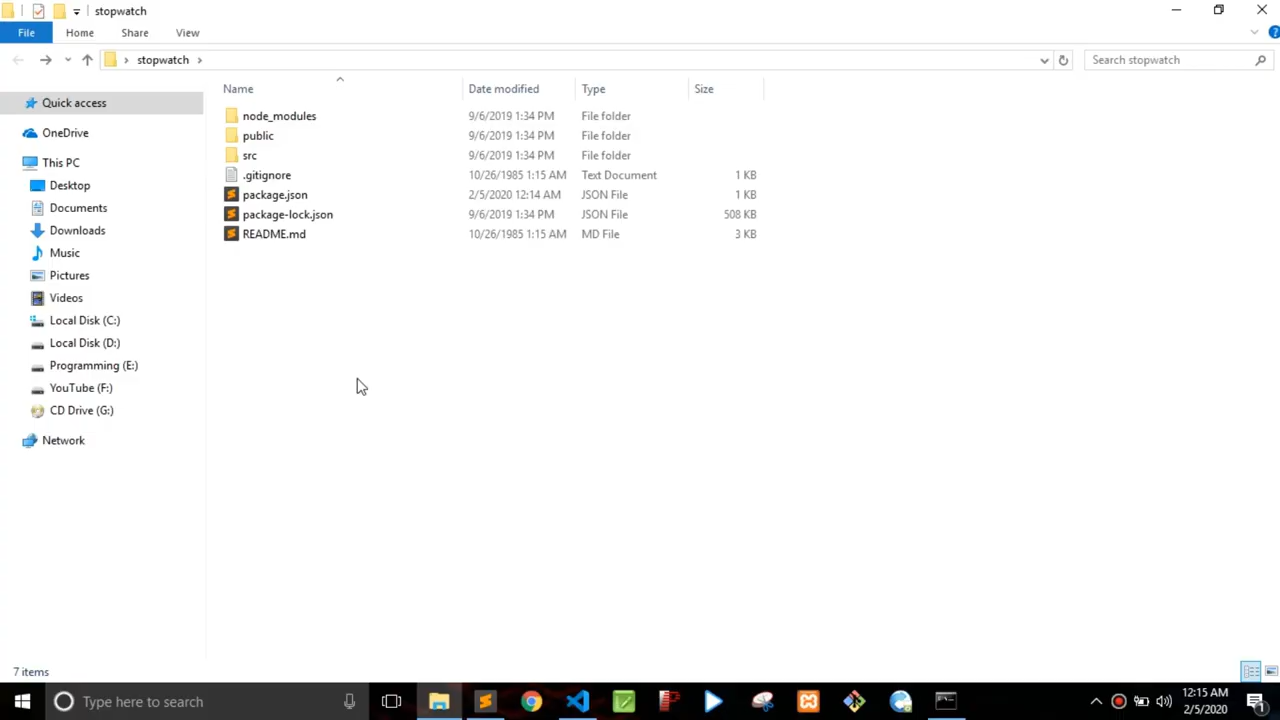 stopwatch
File Home Share View
stopwatch
Search stopwatch
Name Date modified Type Size
Quick access
OneDrive
This PC
Desktop
Documents
Downloads
Music
Pictures
Videos
Local Disk (C:)
Local Disk (D:)
Programming (E:)
YouTube (F:)
CD Drive (G:)
Network
node_modules 9/6/2019 1:34 PM File folder
public 9/6/2019 1:34 PM File folder
src 9/6/2019 1:34 PM File folder
.gitignore 10/26/1985 1:15 AM Text Document 1 KB
package.json 2/5/2020 12:14 AM JSON File 1 KB
package-lock.json 9/6/2019 1:34 PM JSON File 508 KB
README.md 10/26/1985 1:15 AM MD File 3 KB
7 items
Type here to search
12:15 AM
2/5/2020
1